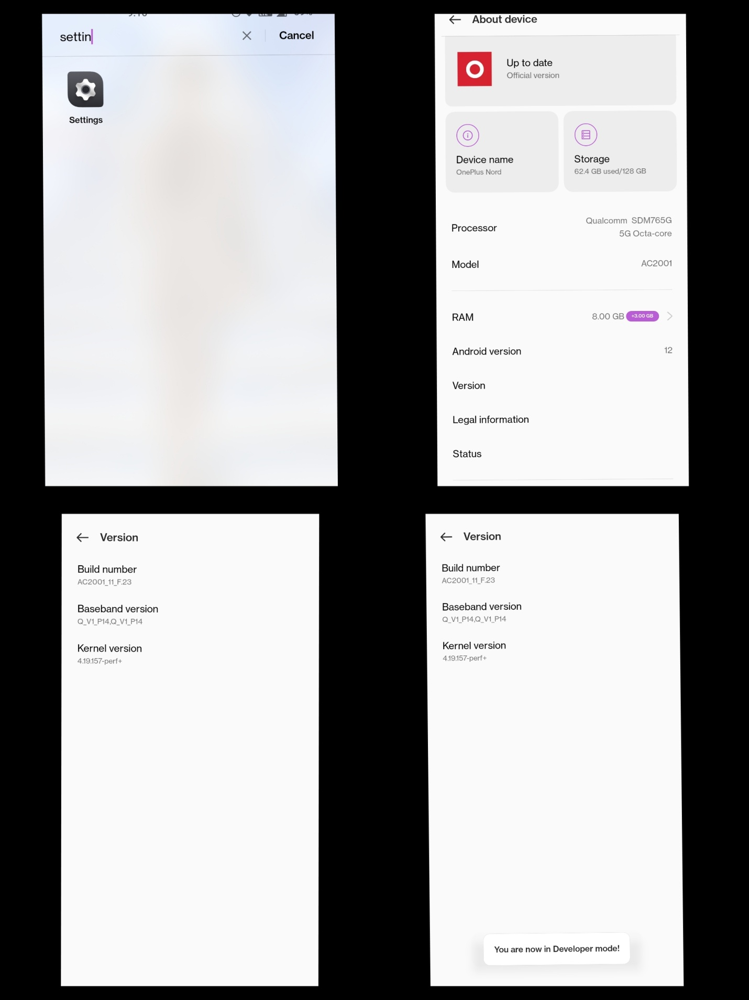 settin
Cancel
Settings
About device
Up to date
Official version
Device name
OnePlus Nord
Storage
62.4 GB used/128 GB
Processor
Qualcomm SDM765G
5G Octa-core
Model
AC2001
RAM
8.00 GB +3.00 GB
Android version
12
Version
Legal information
Status
Version
Build number
AC2001_11_F.23
Baseband version
Q_V1_P14,Q_V1_P14
Kernel version
4.19.157-perf+
Version
Build number
AC2001_11_F.23
Baseband version
Q_V1_P14,Q_V1_P14
Kernel version
4.19.157-perf+
You are now in Developer mode!